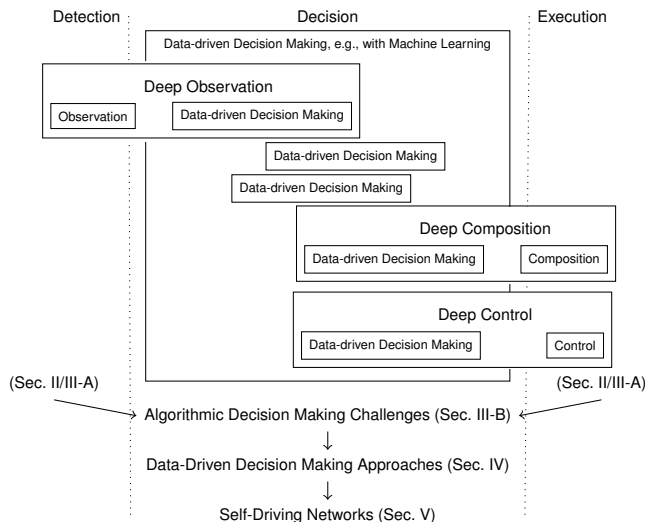 Detection Decision Execution
Data-driven Decision Making, e.g., with Machine Learning
Deep Observation
Observation Data-driven Decision Making
Data-driven Decision Making
Data-driven Decision Making
Deep Composition
Data-driven Decision Making Composition
Deep Control
Data-driven Decision Making Control
(Sec. II/III-A) (Sec. II/III-A)
Algorithmic Decision Making Challenges (Sec. III-B)
Data-Driven Decision Making Approaches (Sec. IV)
Self-Driving Networks (Sec. V)